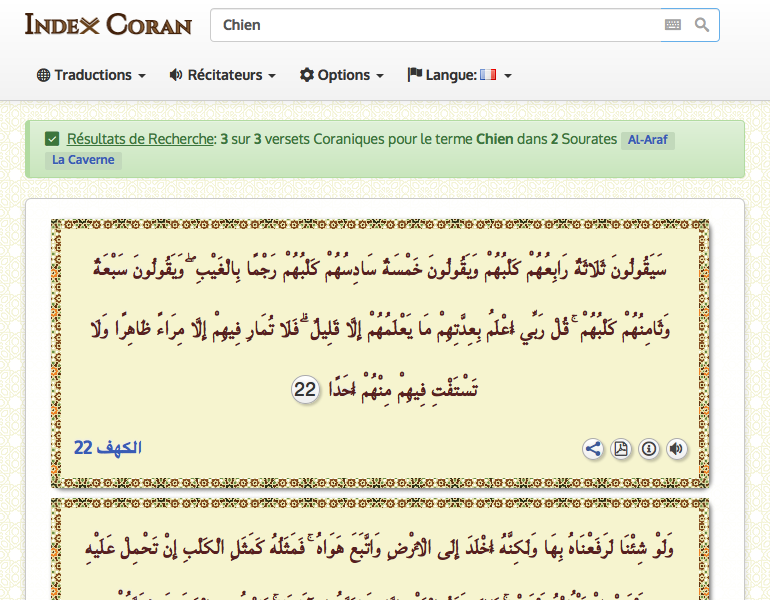 INDEX CORAN
Chien
Traductions Récitateurs Options Langue:
Résultats de Recherche: 3 sur 3 versets Coraniques pour le terme Chien dans 2 Sourates Al-Araf
La Caverne
سَيَقُولُونَ ثَلَاثَةٌ رَابِعُهُمْ كَلْبُهُمْ وَيَقُولُونَ خَمْسَةٌ سَادِسُهُمْ كَلْبُهُمْ رَجْمًا بِالْغَيْبِ ۖ وَيَقُولُونَ سَبْعَةٌ
وَثَامِنُهُمْ كَلْبُهُمْ ۚ قُلْ رَبِّي أَعْلَمُ بِعِدَّتِهِمْ مَا يَعْلَمُهُمْ إِلَّا قَلِيلٌ ۗ فَلَا تُمَارِ فِيهِمْ إِلَّا مِرَاءً ظَاهِرًا وَلَا
تَسْتَفْتِ فِيهِمْ مِنْهُمْ أَحَدًا 22
الكهف 22
وَلَوْ شِئْنَا لَرَفَعْنَاهُ بِهَا وَلَكِنَّهُ أَخْلَدَ إِلَى الْأَرْضِ وَاتَّبَعَ هَوَاهُ ۚ فَمَثَلُهُ كَمَثَلِ الْكَلْبِ إِنْ تَحْمِلْ عَلَيْهِ